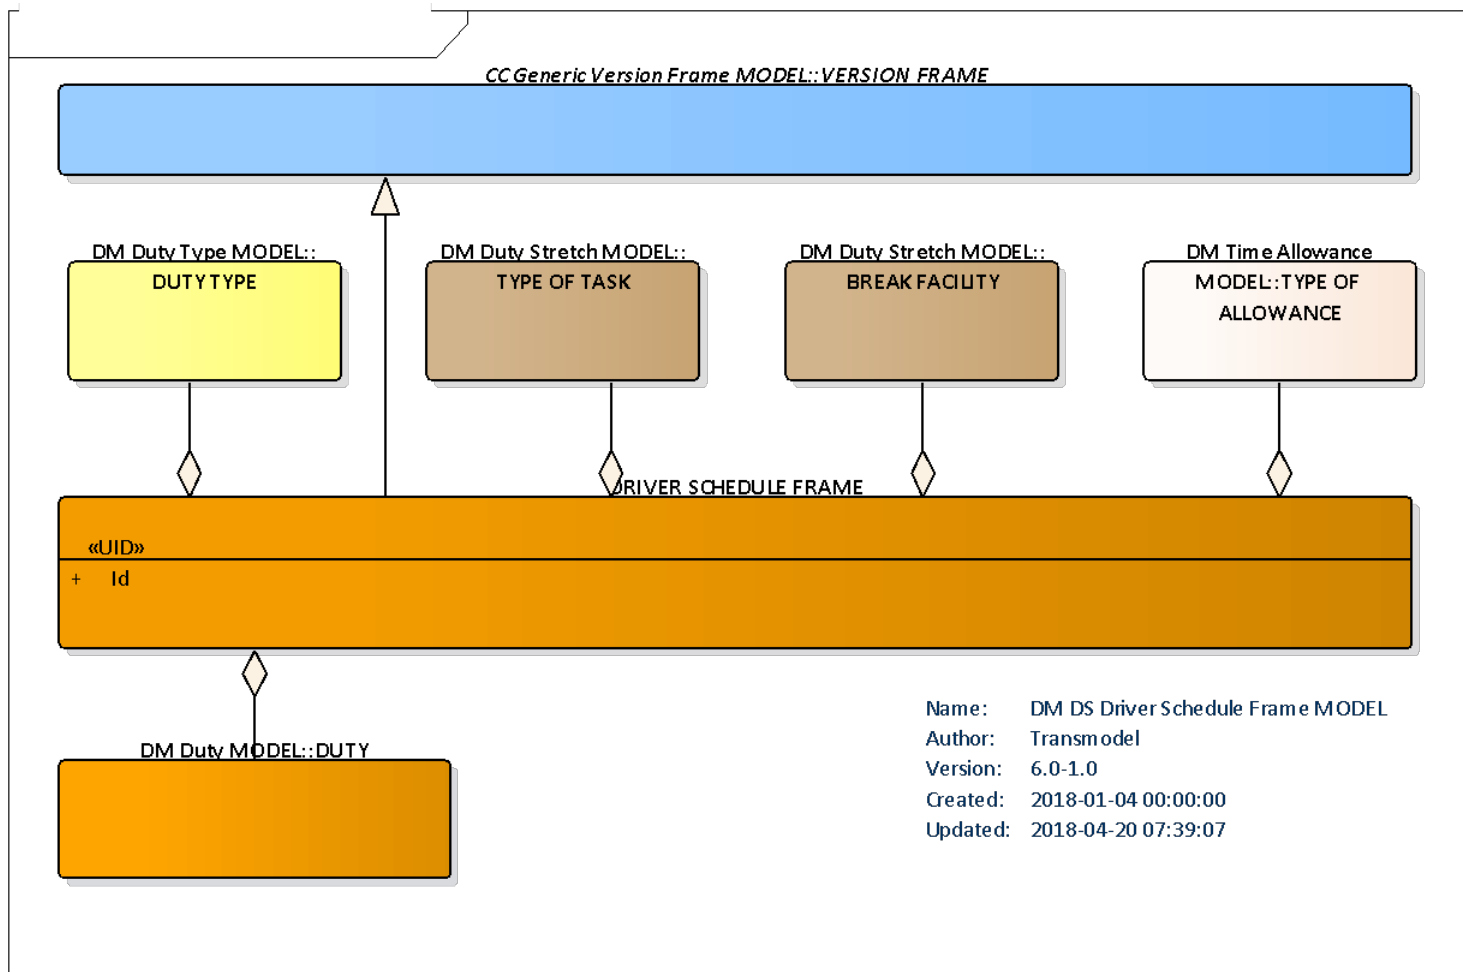 CC Generic Version Frame MODEL::VERSION FRAME
DM Duty Type MODEL::
DUTY TYPE
DM Duty Stretch MODEL::
TYPE OF TASK
DM Duty Stretch MODEL::
BREAK FACILITY
DM Time Allowance
MODEL::TYPE OF
ALLOWANCE
DRIVER SCHEDULE FRAME
«UID»
+ Id
DM Duty MODEL::DUTY
Name: DM DS Driver Schedule Frame MODEL
Author: Transmodel
Version: 6.0-1.0
Created: 2018-01-04 00:00:00
Updated: 2018-04-20 07:39:07